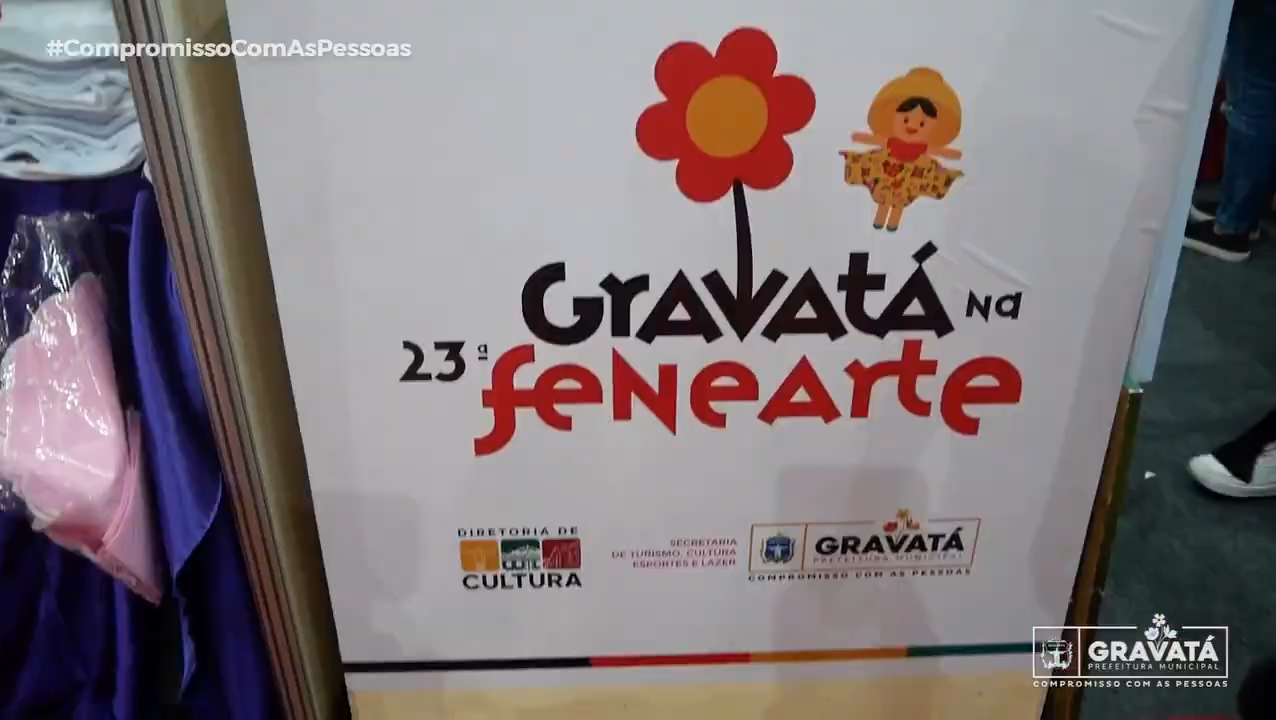 #CompromissoComAsPessoas
Gravatá na
23ª fenearte
DIRETORIA DE
CULTURA
SECRETARIA
DE TURISMO, CULTURA
ESPORTES E LAZER
GRAVATÁ
PREFEITURA MUNICIPAL
COMPROMISSO COM AS PESSOAS
GRAVATÁ
PREFEITURA MUNICIPAL
COMPROMISSO COM AS PESSOAS